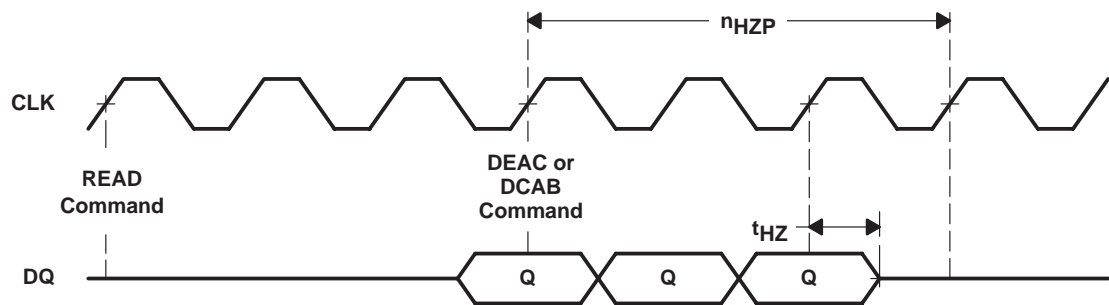 nHZP
CLK
READ
Command
DEAC or
DCAB
Command
tHZ
DQ
Q
Q
Q